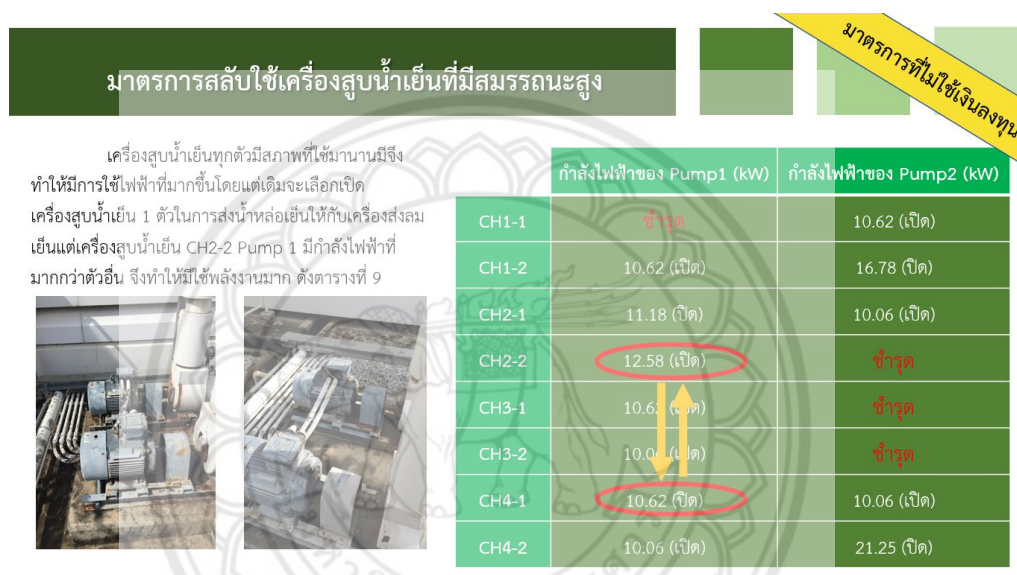 มาตรการที่ไม่ใช้เงินลงทุน
มาตรการสลับใช้เครื่องสูบน้ำเย็นที่มีสมรรถนะสูง
เครื่องสูบน้ำเย็นทุกตัวมีสภาพที่ใช้มานานมีจึง
ทำให้มีการใช้ไฟฟ้าที่มากขึ้นโดยแต่เดิมจะเลือกเปิด
เครื่องสูบน้ำเย็น 1 ตัวในการส่งน้ำหล่อเย็นให้กับเครื่องส่งลม
เย็นแต่เครื่องสูบน้ำเย็น CH2-2 Pump 1 มีกำลังไฟฟ้าที่
มากกว่าตัวอื่น จึงทำให้มีใช้พลังงานมาก ดังตารางที่ 9
กำลังไฟฟ้าของ Pump1 (kW) กำลังไฟฟ้าของ Pump2 (kW)
CH1-1 ชำรุด 10.62 (เปิด)
CH1-2 10.62 (เปิด) 16.78 (ปิด)
CH2-1 11.18 (ปิด) 10.06 (เปิด)
CH2-2 12.58 (เปิด) ชำรุด
CH3-1 ชำรุด
CH3-2 ชำรุด
CH4-1 10.62 (ปิด) 10.06 (เปิด)
CH4-2 10.06 (เปิด) 21.25 (ปิด)